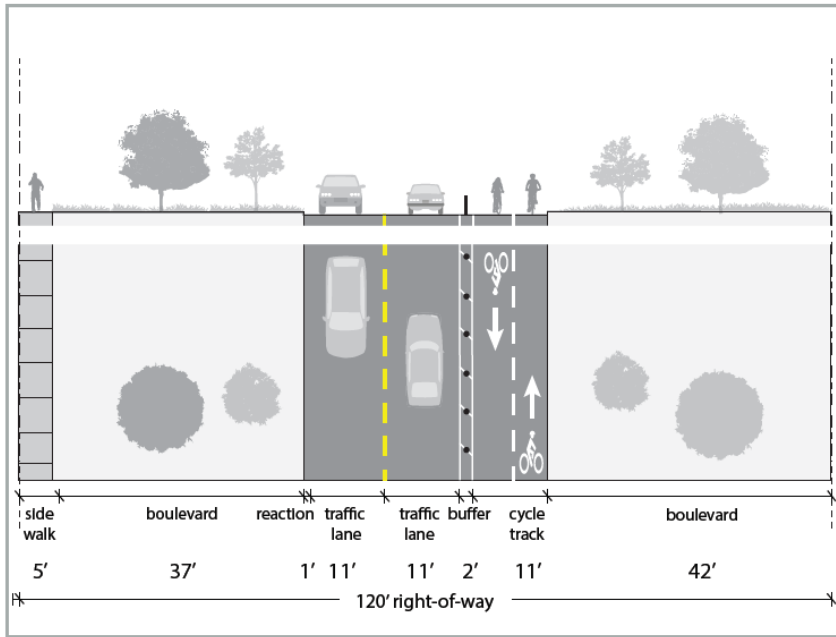 side walk
boulevard
reaction
traffic lane
traffic lane
buffer
cycle track
boulevard
5′ 37′ 1′ 11′ 11′ 2′ 11′ 42′
120′ right-of-way